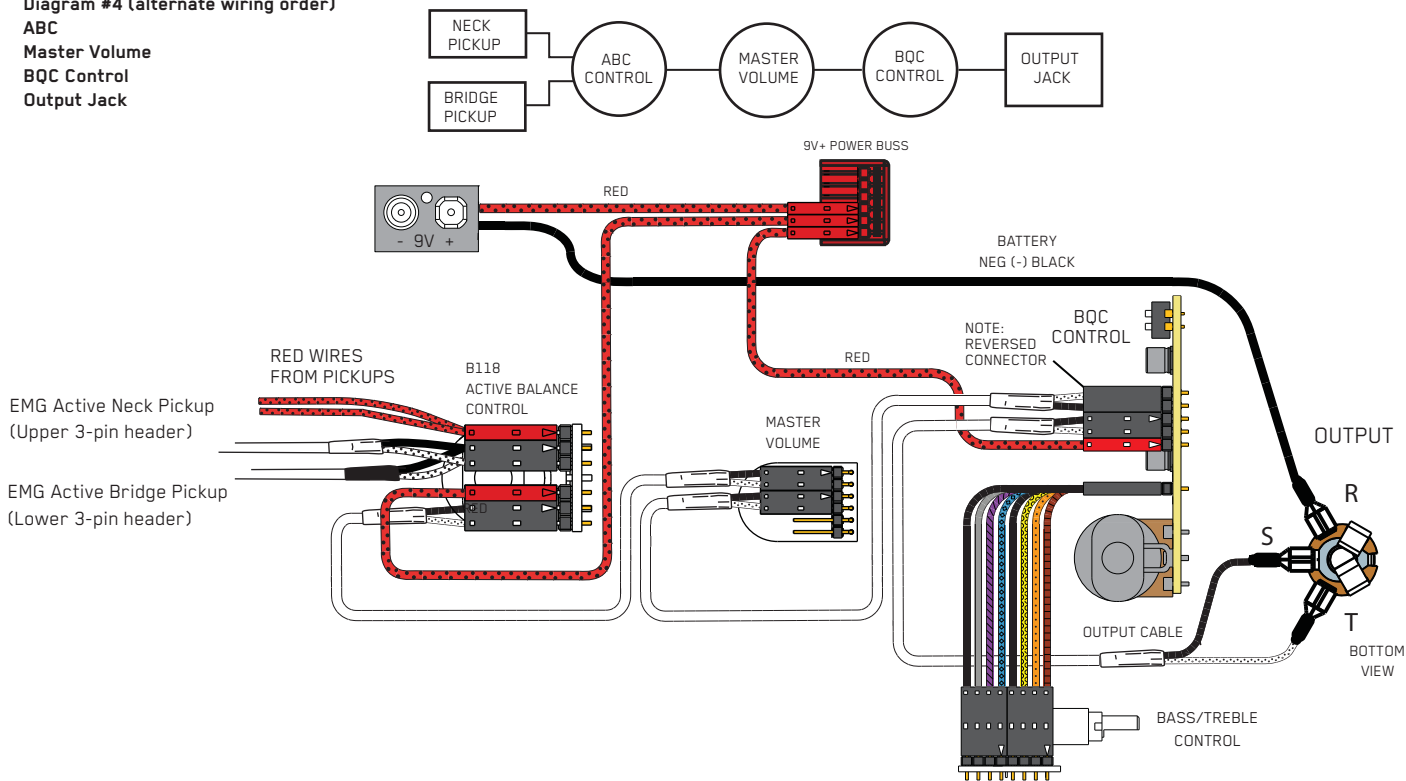 Diagram #4 (alternate wiring order)
ABC
Master Volume
BQC Control
Output Jack
NECK
PICKUP
BRIDGE
PICKUP
ABC
CONTROL
MASTER
VOLUME
BQC
CONTROL
OUTPUT
JACK
9V+ POWER BUSS
RED
- 9V +
BATTERY
NEG (-) BLACK
RED WIRES
FROM PICKUPS
B118
ACTIVE BALANCE
CONTROL
EMG Active Neck Pickup
(Upper 3-pin header)
EMG Active Bridge Pickup
(Lower 3-pin header)
RED
MASTER
VOLUME
RED
NOTE:
REVERSED
CONNECTOR
BQC
CONTROL
OUTPUT
R
S
T
BOTTOM
VIEW
OUTPUT CABLE
BASS/TREBLE
CONTROL